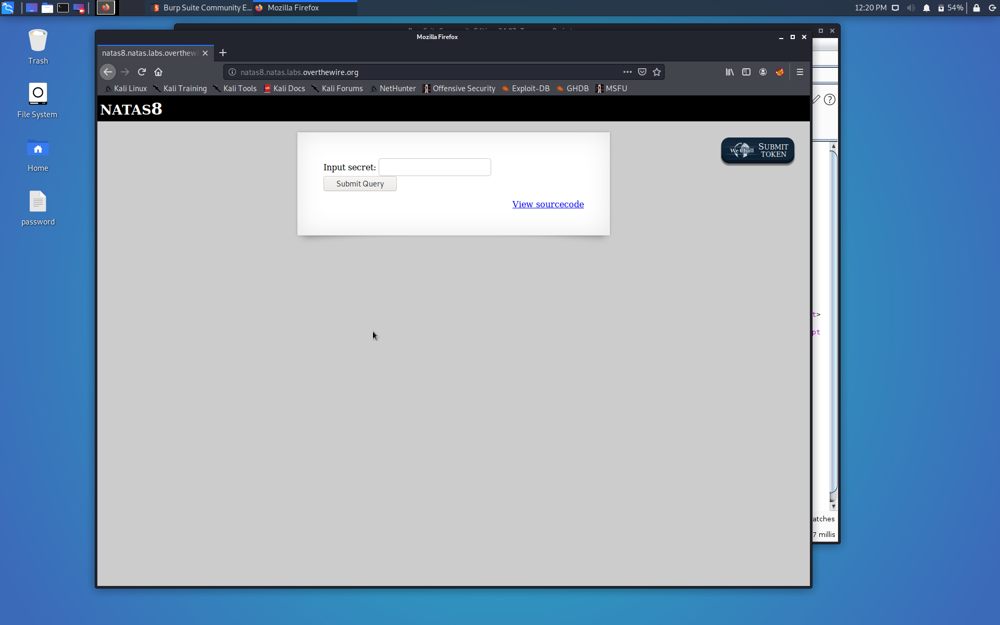 Burp Suite Community E...
Mozilla Firefox
12:20 PM
54%
Trash
File System
Home
password
Mozilla Firefox
natas8.natas.labs.overthew
natas8.natas.labs.overthewire.org
Kali Linux
Kali Training
Kali Tools
Kali Docs
Kali Forums
NetHunter
Offensive Security
Exploit-DB
GHDB
MSFU
NATAS8
We Chall
SUBMIT
TOKEN
Input secret:
Submit Query
View sourcecode
t>
pt
atches
7 millis